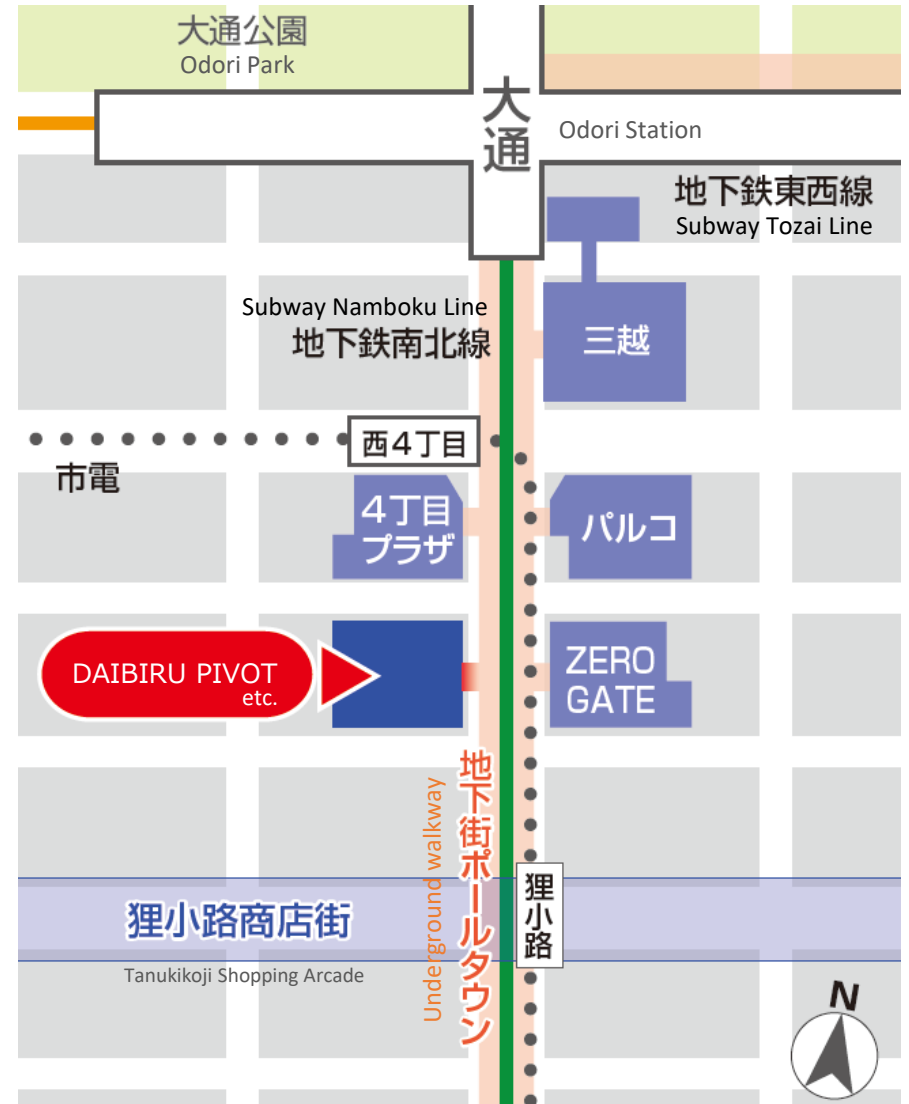 大通公園
Odori Park
大通
Odori Station
地下鉄東西線
Subway Tozai Line
Subway Namboku Line
地下鉄南北線
三越
西4丁目
市電
4丁目
プラザ
パルコ
DAIBIRU PIVOT
etc.
ZERO
GATE
地下街ポールタウン
Underground walkway
狸小路商店街
Tanukikoji Shopping Arcade
狸小路
N